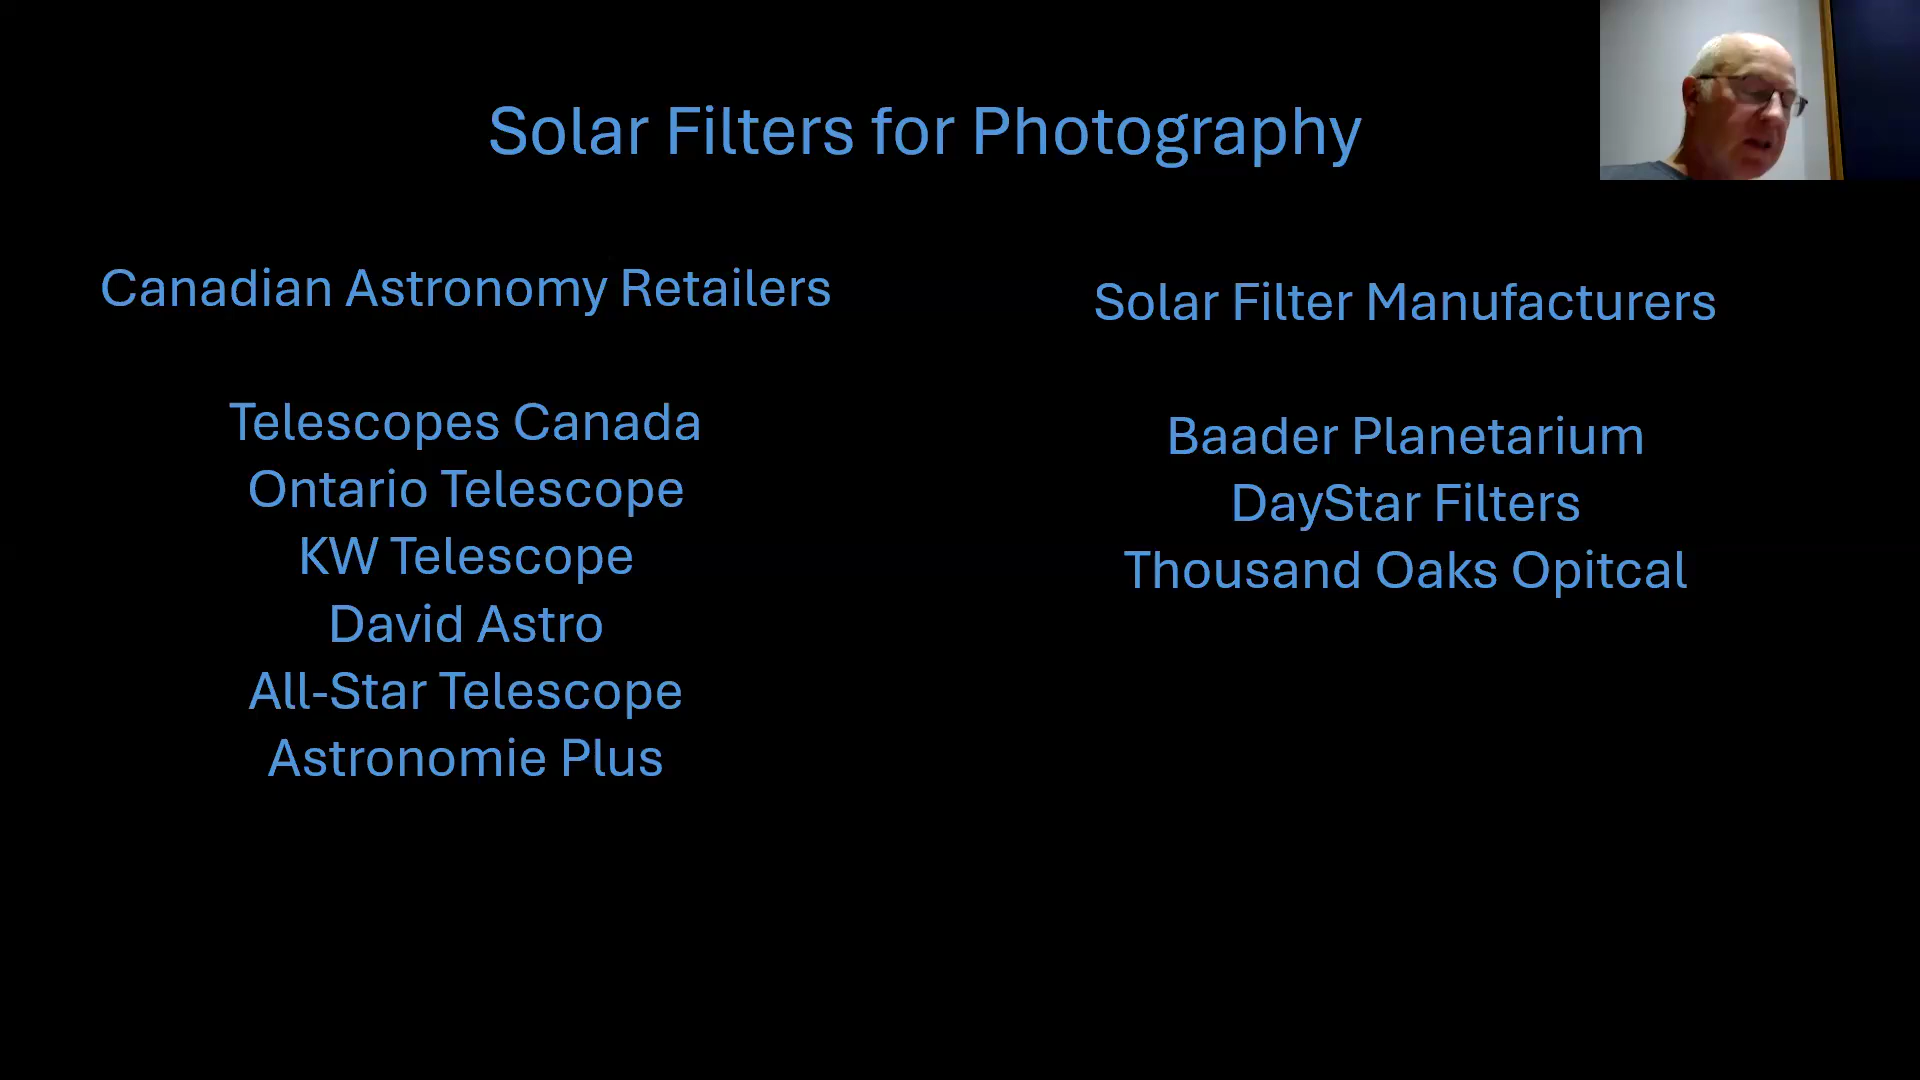 Solar Filters for Photography
Canadian Astronomy Retailers
Telescopes Canada
Ontario Telescope
KW Telescope
David Astro
All-Star Telescope
Astronomie Plus
Solar Filter Manufacturers
Baader Planetarium
DayStar Filters
Thousand Oaks Opitcal